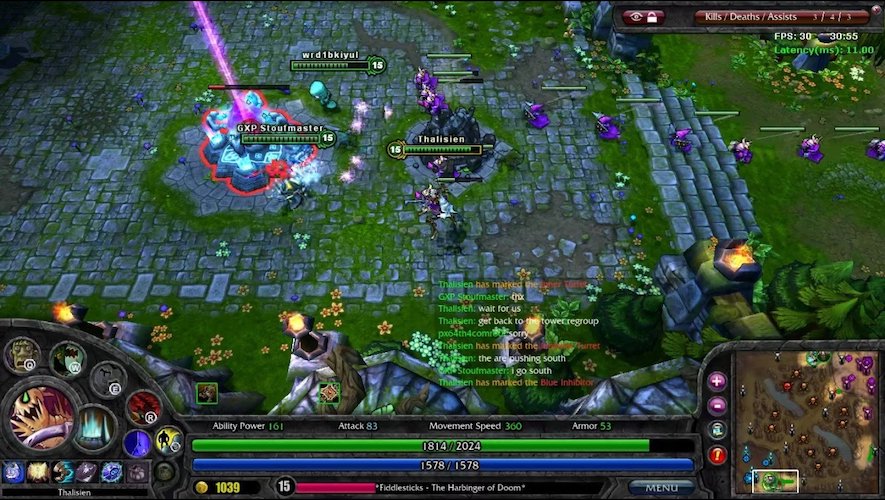 Kills / Deaths / Assists 3 / 4 / 3
FPS: 30 30:55
Latency(ms): 11.00
wrd1bkiyul 15
GXP Stoufmaster 15
Thalisien
15
Thalisien has marked the Turret
GXP Stoufmaster: thx
Thalisien: wait for us
Thalisien: get back to the tower regroup
sorry
Thalisien has marked the Turret
Thalisien: the are pushing south
GXP Stoufmaster: i go south
Thalisien has marked the Blue Inhibitor
Q
W
E
R
Ability Power 161 Attack 83 Movement Speed 360 Armor 53
1814 / 2024
1578 / 1578
Thalisien
1039 15 *Fiddlesticks - The Harbinger of Doom* MENU